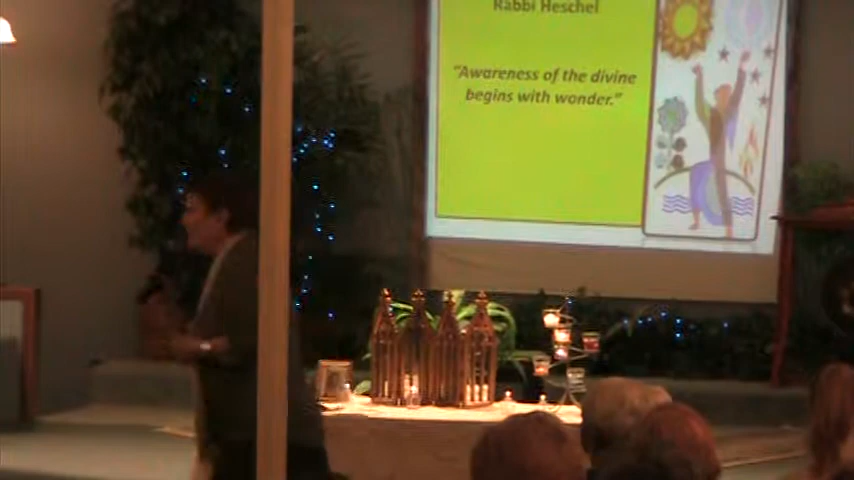 Rabbi Heschel
"Awareness of the divine
begins with wonder."